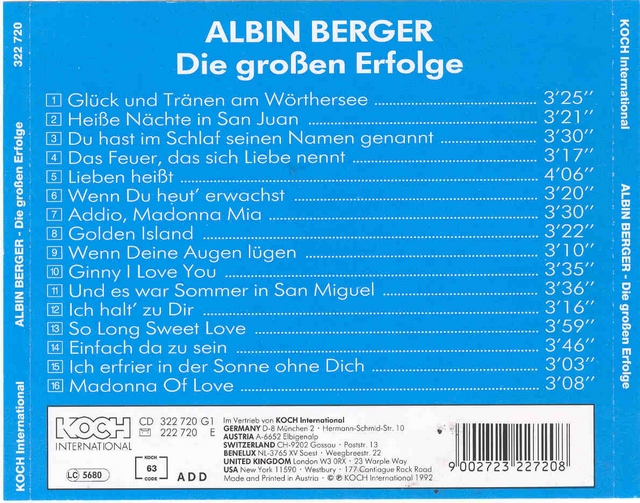 ALBIN BERGER
Die großen Erfolge
1 Glück und Tränen am Wörthersee 3'25''
2 Heiße Nächte in San Juan 3'21''
3 Du hast im Schlaf seinen Namen genannt 3'30''
4 Das Feuer, das sich Liebe nennt 3'17''
5 Lieben heißt 4'06''
6 Wenn Du heut' erwachst 3'20''
7 Addio, Madonna Mia 3'30''
8 Golden Island 3'22''
9 Wenn Deine Augen lügen 3'10''
10 Ginny I Love You 3'35''
11 Und es war Sommer in San Miguel 3'36''
12 Ich halt' zu Dir 3'16''
13 So Long Sweet Love 3'59''
14 Einfach da zu sein 3'46''
15 Ich erfrier in der Sonne ohne Dich 3'03''
16 Madonna Of Love 3'08''
KOCH
INTERNATIONAL
CD 322 720 G1
222 720 E
LC 5680
KOCH
63
CODE
ADD
Im Vertrieb von KOCH International
GERMANY D-8 München 2 · Hermann-Schmid-Str. 10
AUSTRIA A-6652 Elbigenalp
SWITZERLAND CH-9202 Gossau · Poststr. 13
BENELUX NL-3765 XV Soest · Weegbreestr. 22
UNITED KINGDOM London W3 0RX · 23 Warple Way
USA New York 11590 · Westbury · 177 Cantiague Rock Road
Made and Printed in Austria · © ℗ KOCH International 1992
9 002723 227208
322 720
ALBIN BERGER - Die großen Erfolge
KOCH International
KOCH International
ALBIN BERGER - Die großen Erfolge
322 720